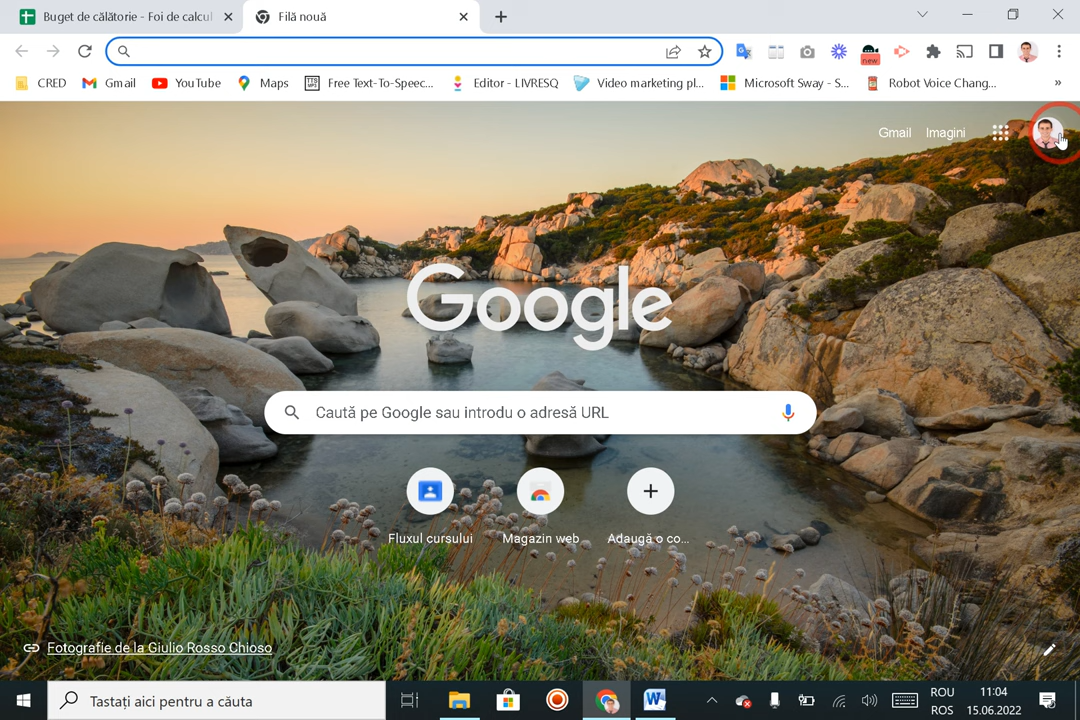 Buget de călătorie - Foi de calcul
Filă nouă
CRED
Gmail
YouTube
Maps
TTS MP3
Free Text-To-Speec...
Editor - LIVRESQ
Video marketing pl...
Microsoft Sway - S...
Robot Voice Chang...
»
new
Gmail
Imagini
Google
Caută pe Google sau introdu o adresă URL
Fluxul cursului
Magazin web
Adaugă o co...
Fotografie de la Giulio Rosso Chioso
Tastați aici pentru a căuta
W
ROU
ROS
11:04
15.06.2022